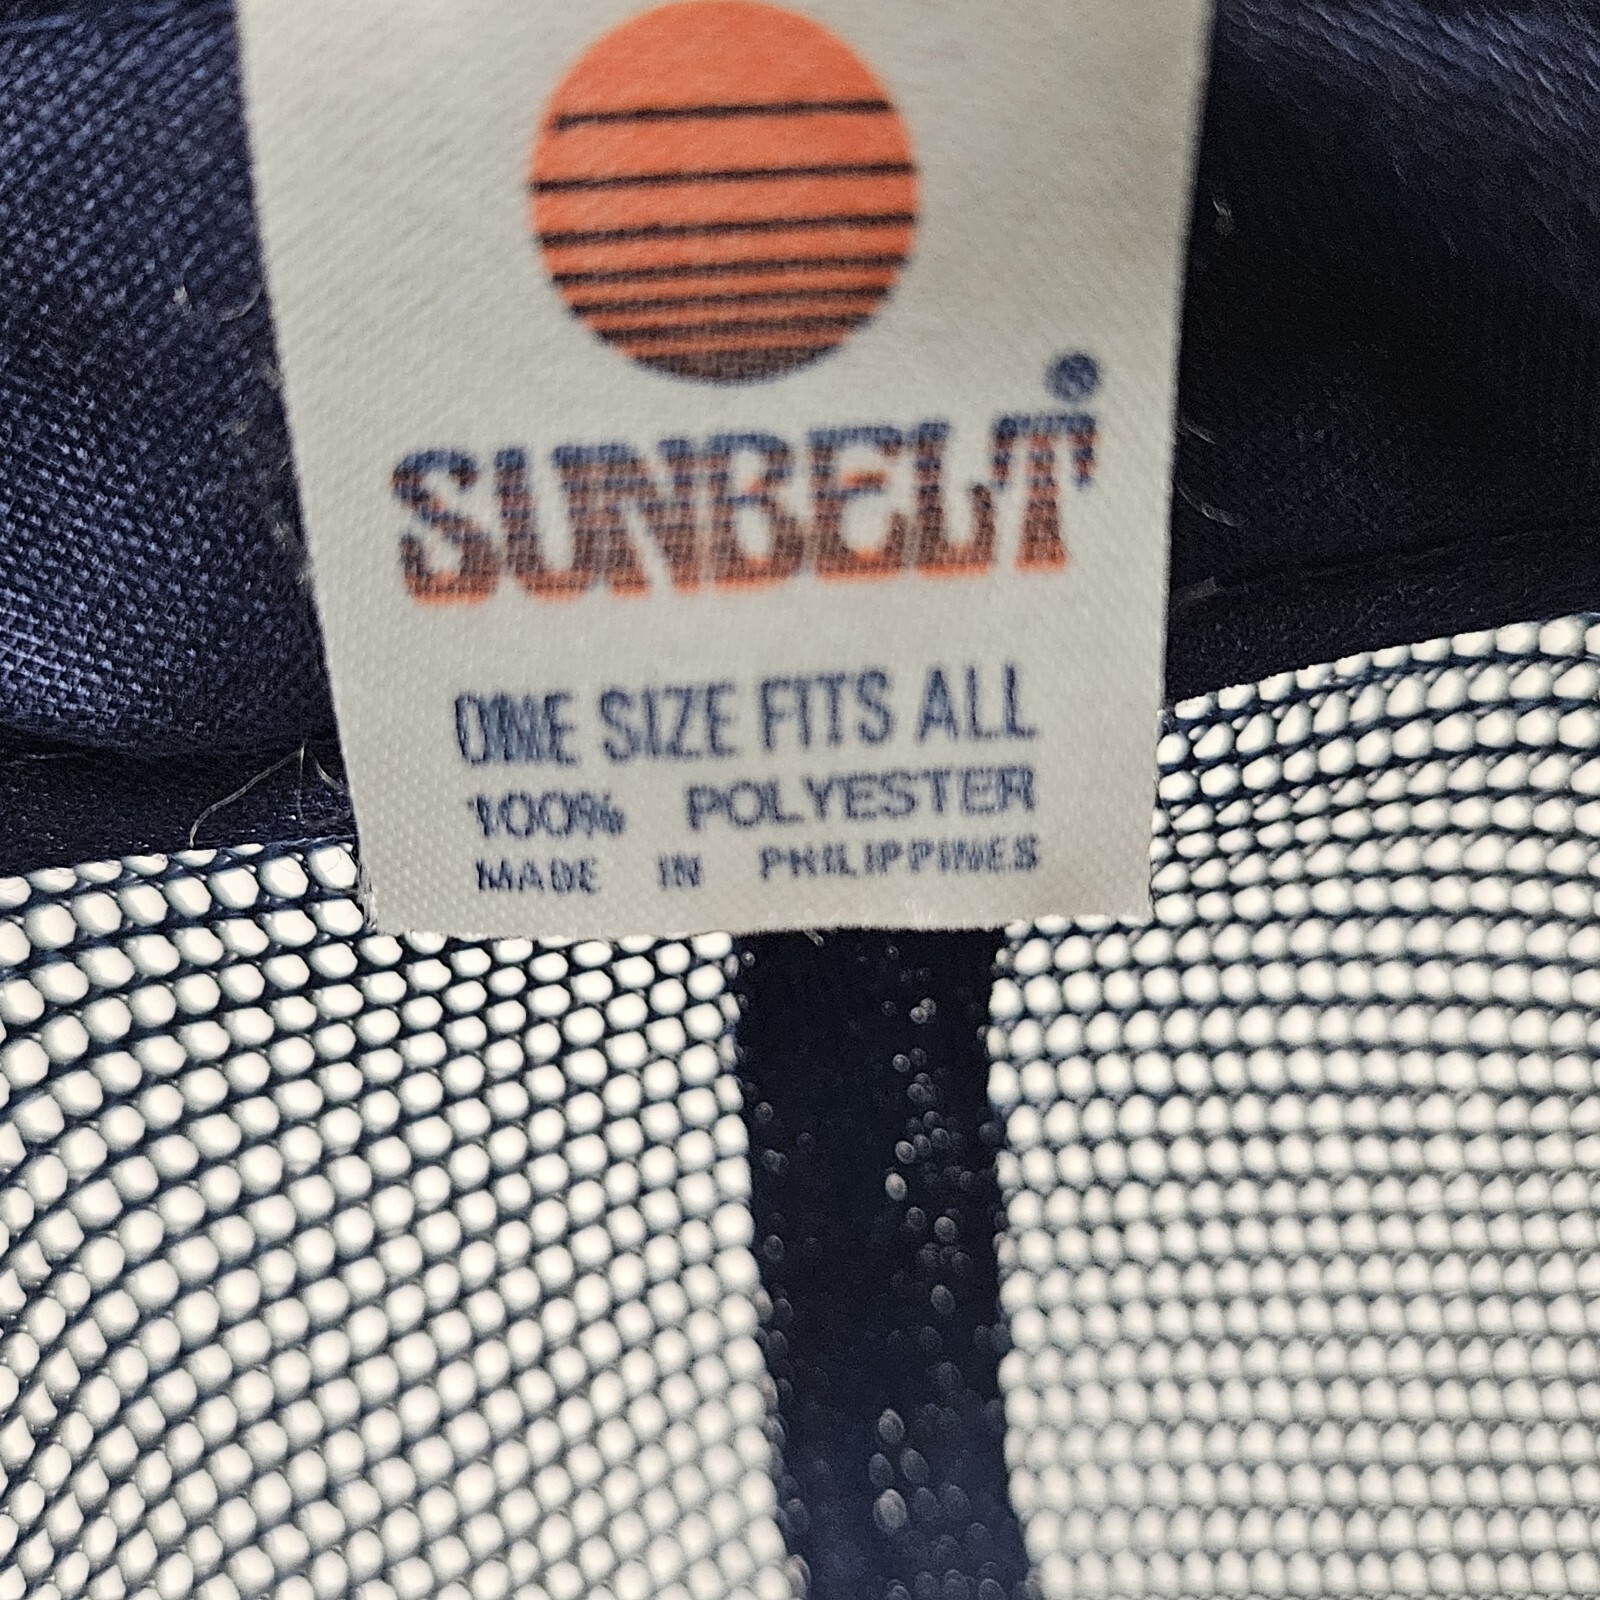 SUNBELT®
ONE SIZE FITS ALL
100% POLYESTER
MADE IN PHILIPPINES